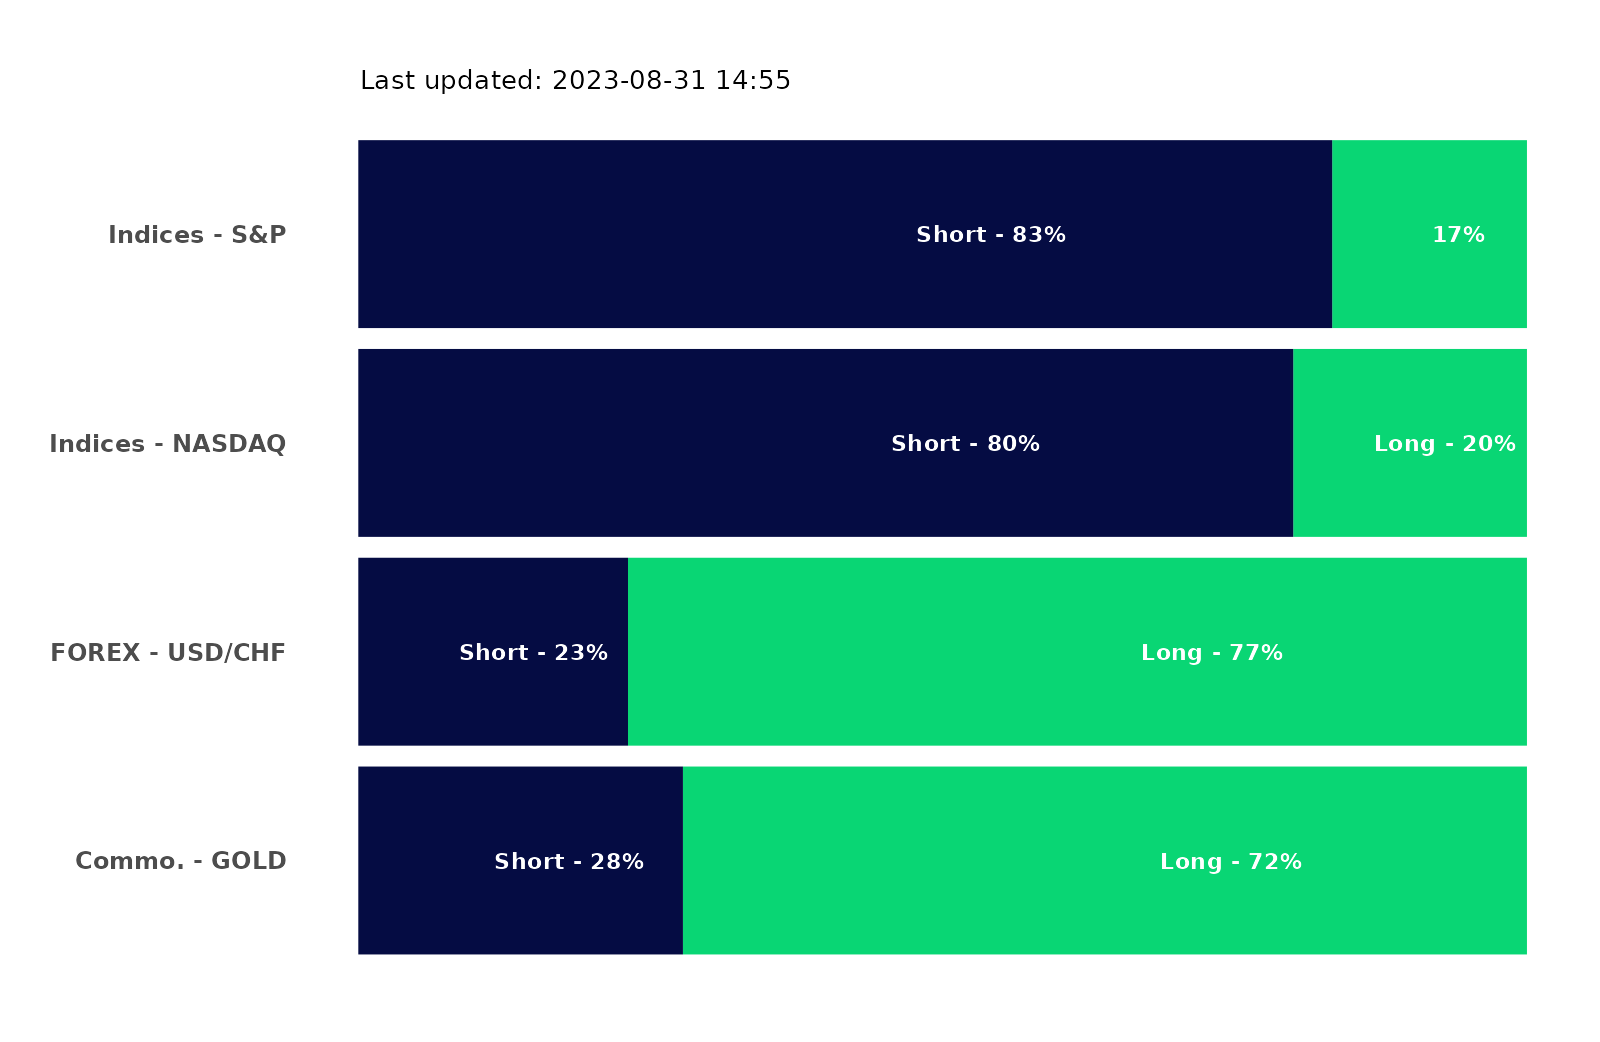 Last updated: 2023-08-31 14:55
Indices - S&P Short - 83% 17%
Indices - NASDAQ Short - 80% Long - 20%
FOREX - USD/CHF Short - 23% Long - 77%
Commo. - GOLD Short - 28% Long - 72%